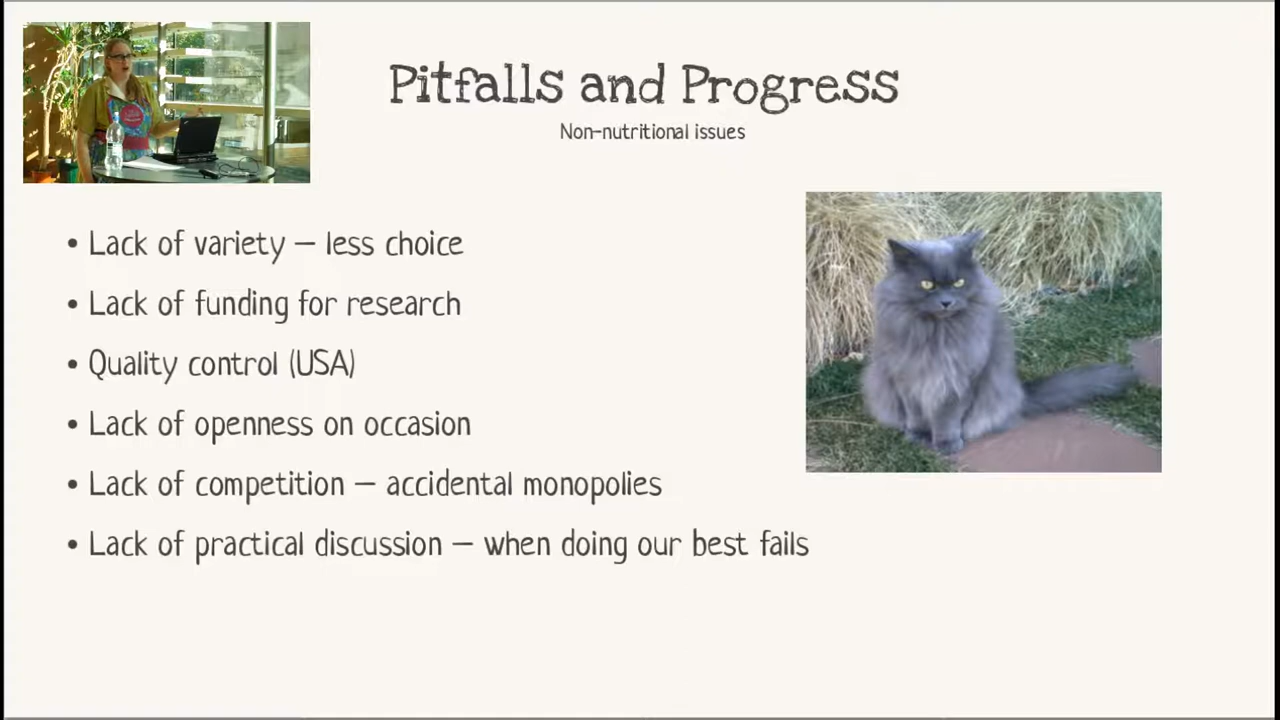 Pitfalls and Progress
Non-nutritional issues
• Lack of variety – less choice
• Lack of funding for research
• Quality control (USA)
• Lack of openness on occasion
• Lack of competition – accidental monopolies
• Lack of practical discussion – when doing our best fails